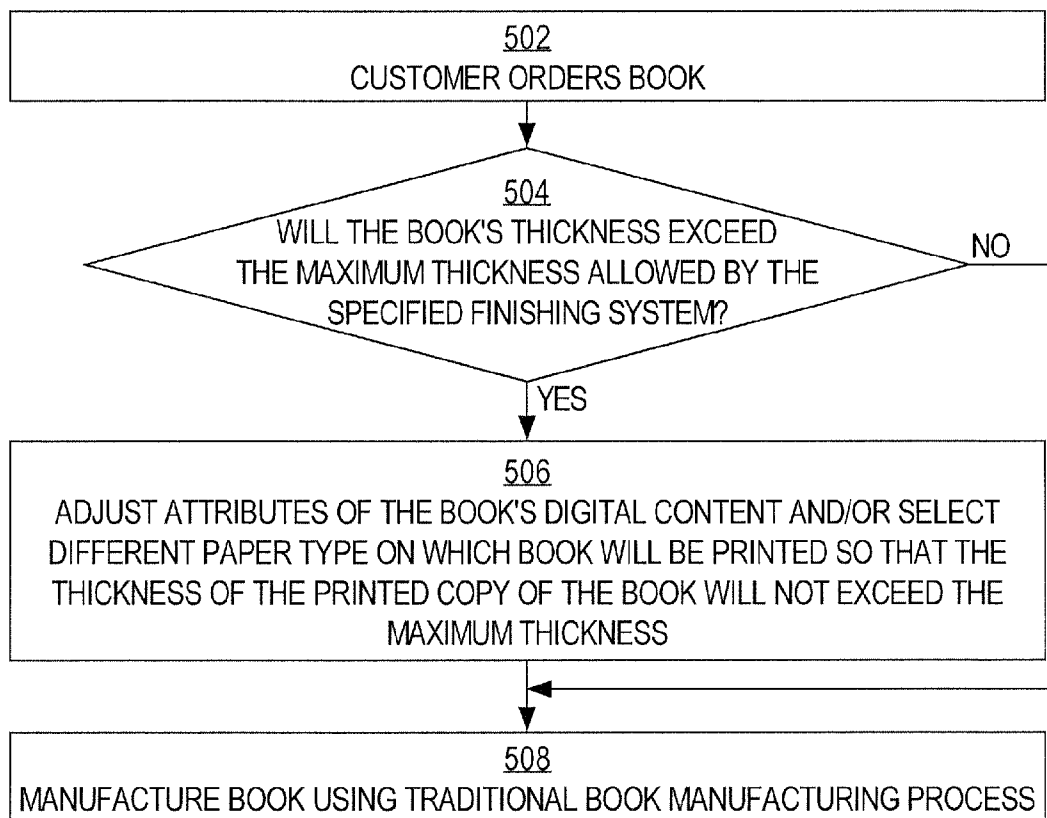 502
CUSTOMER ORDERS BOOK
504
WILL THE BOOK'S THICKNESS EXCEED
THE MAXIMUM THICKNESS ALLOWED BY THE
SPECIFIED FINISHING SYSTEM?
NO
YES
506
ADJUST ATTRIBUTES OF THE BOOK'S DIGITAL CONTENT AND/OR SELECT
DIFFERENT PAPER TYPE ON WHICH BOOK WILL BE PRINTED SO THAT THE
THICKNESS OF THE PRINTED COPY OF THE BOOK WILL NOT EXCEED THE
MAXIMUM THICKNESS
508
MANUFACTURE BOOK USING TRADITIONAL BOOK MANUFACTURING PROCESS